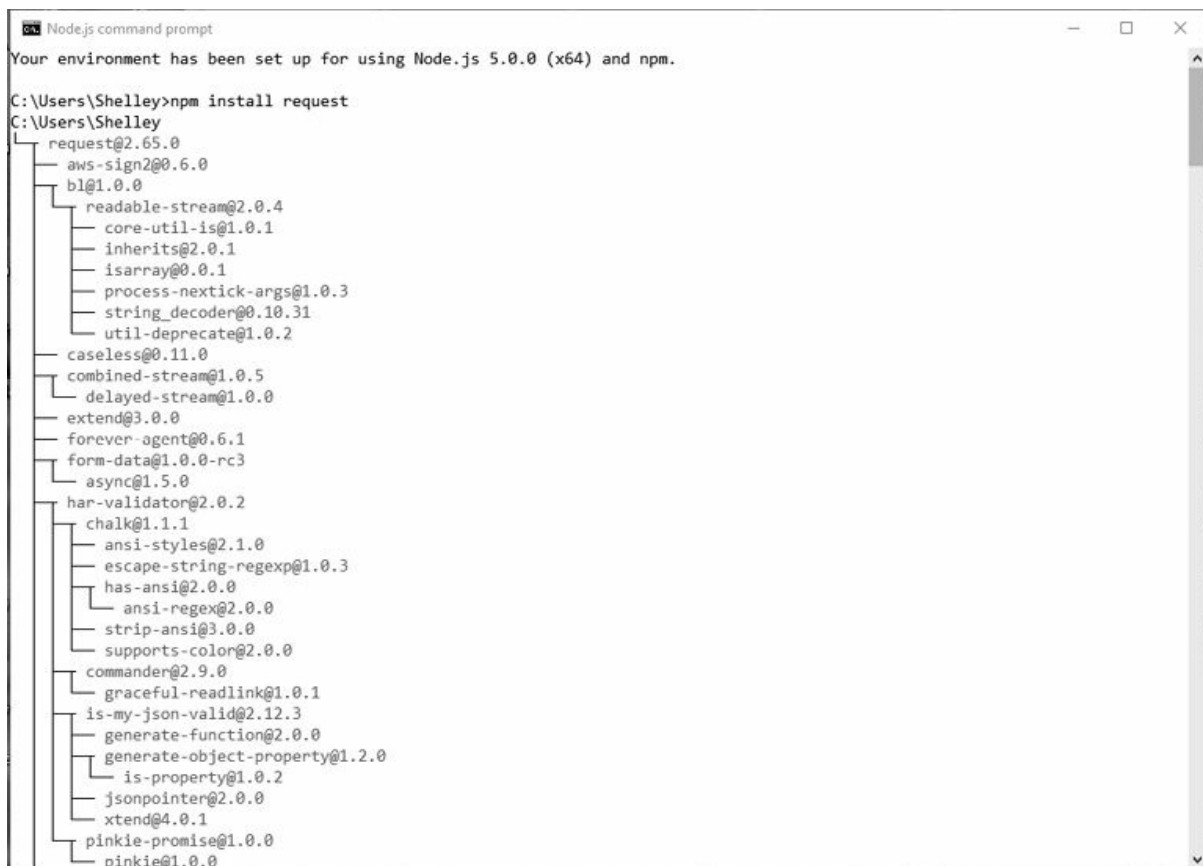 Node.js command prompt
Your environment has been set up for using Node.js 5.0.0 (x64) and npm.
C:\Users\Shelley>npm install request
C:\Users\Shelley
request@2.65.0
aws-sign2@0.6.0
bl@1.0.0
readable-stream@2.0.4
core-util-is@1.0.1
inherits@2.0.1
isarray@0.0.1
process-nextick-args@1.0.3
string_decoder@0.10.31
util-deprecate@1.0.2
caseless@0.11.0
combined-stream@1.0.5
delayed-stream@1.0.0
extend@3.0.0
forever-agent@0.6.1
form-data@1.0.0-rc3
async@1.5.0
har-validator@2.0.2
chalk@1.1.1
ansi-styles@2.1.0
escape-string-regexp@1.0.3
has-ansi@2.0.0
ansi-regex@2.0.0
strip-ansi@3.0.0
supports-color@2.0.0
commander@2.9.0
graceful-readlink@1.0.1
is-my-json-valid@2.12.3
generate-function@2.0.0
generate-object-property@1.2.0
is-property@1.0.2
jsonpointer@2.0.0
xtend@4.0.1
pinkie-promise@1.0.0
pinkie@1.0.0